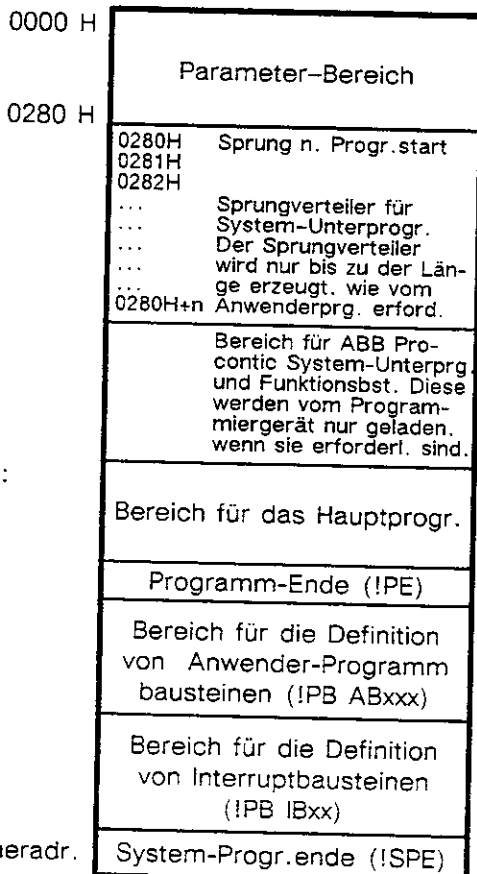 0000 H
Parameter-Bereich
0280 H
0280H Sprung n. Progr.start
0281H
0282H
... Sprungverteiler für
... System-Unterprogr.
... Der Sprungverteiler
... wird nur bis zu der Län-
... ge erzeugt. wie vom
0280H+n Anwenderprg. erford.
Bereich für ABB Pro-
contic System-Unterprg.
und Funktionsbst. Diese
werden vom Program-
miergerät nur geladen.
wenn sie erforderl. sind.
:
Bereich für das Hauptprogr.
Programm-Ende (!PE)
Bereich für die Definition
von Anwender-Programm
bausteinen (!PB ABxxx)
Bereich für die Definition
von Interruptbausteinen
(!PB IBxx)
System-Progr.ende (!SPE)